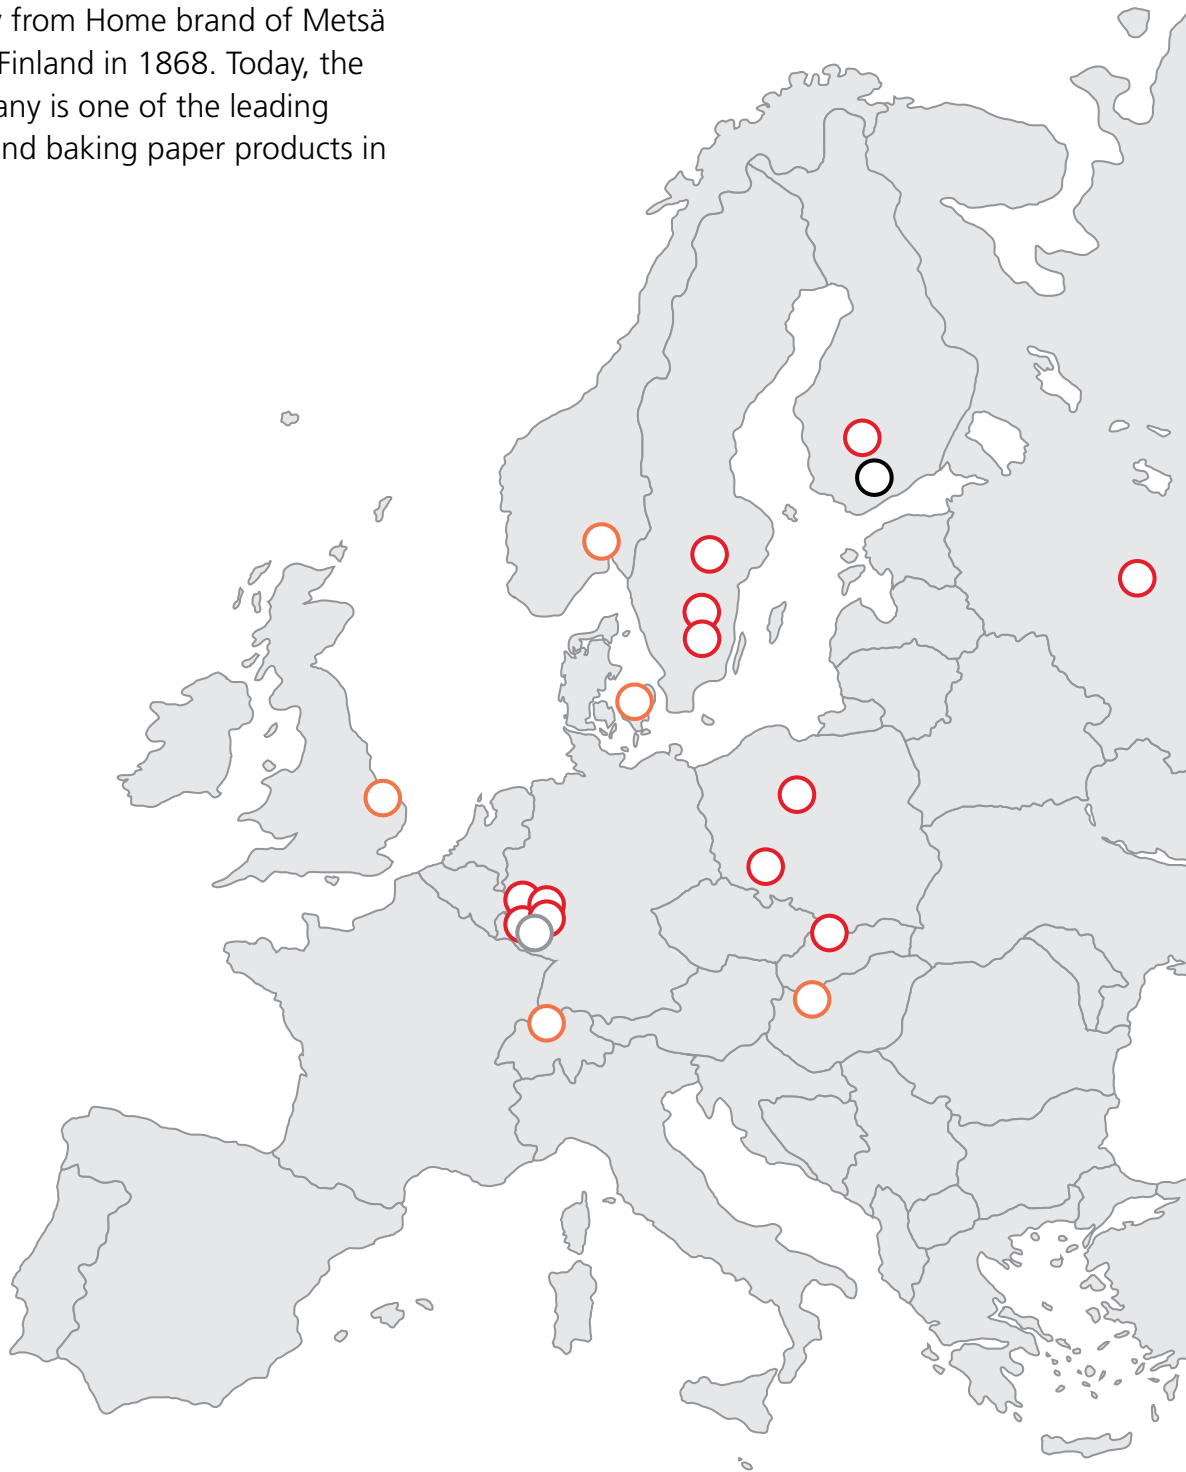 from Home brand of Metsä
Finland in 1868. Today, the
any is one of the leading
nd baking paper products in